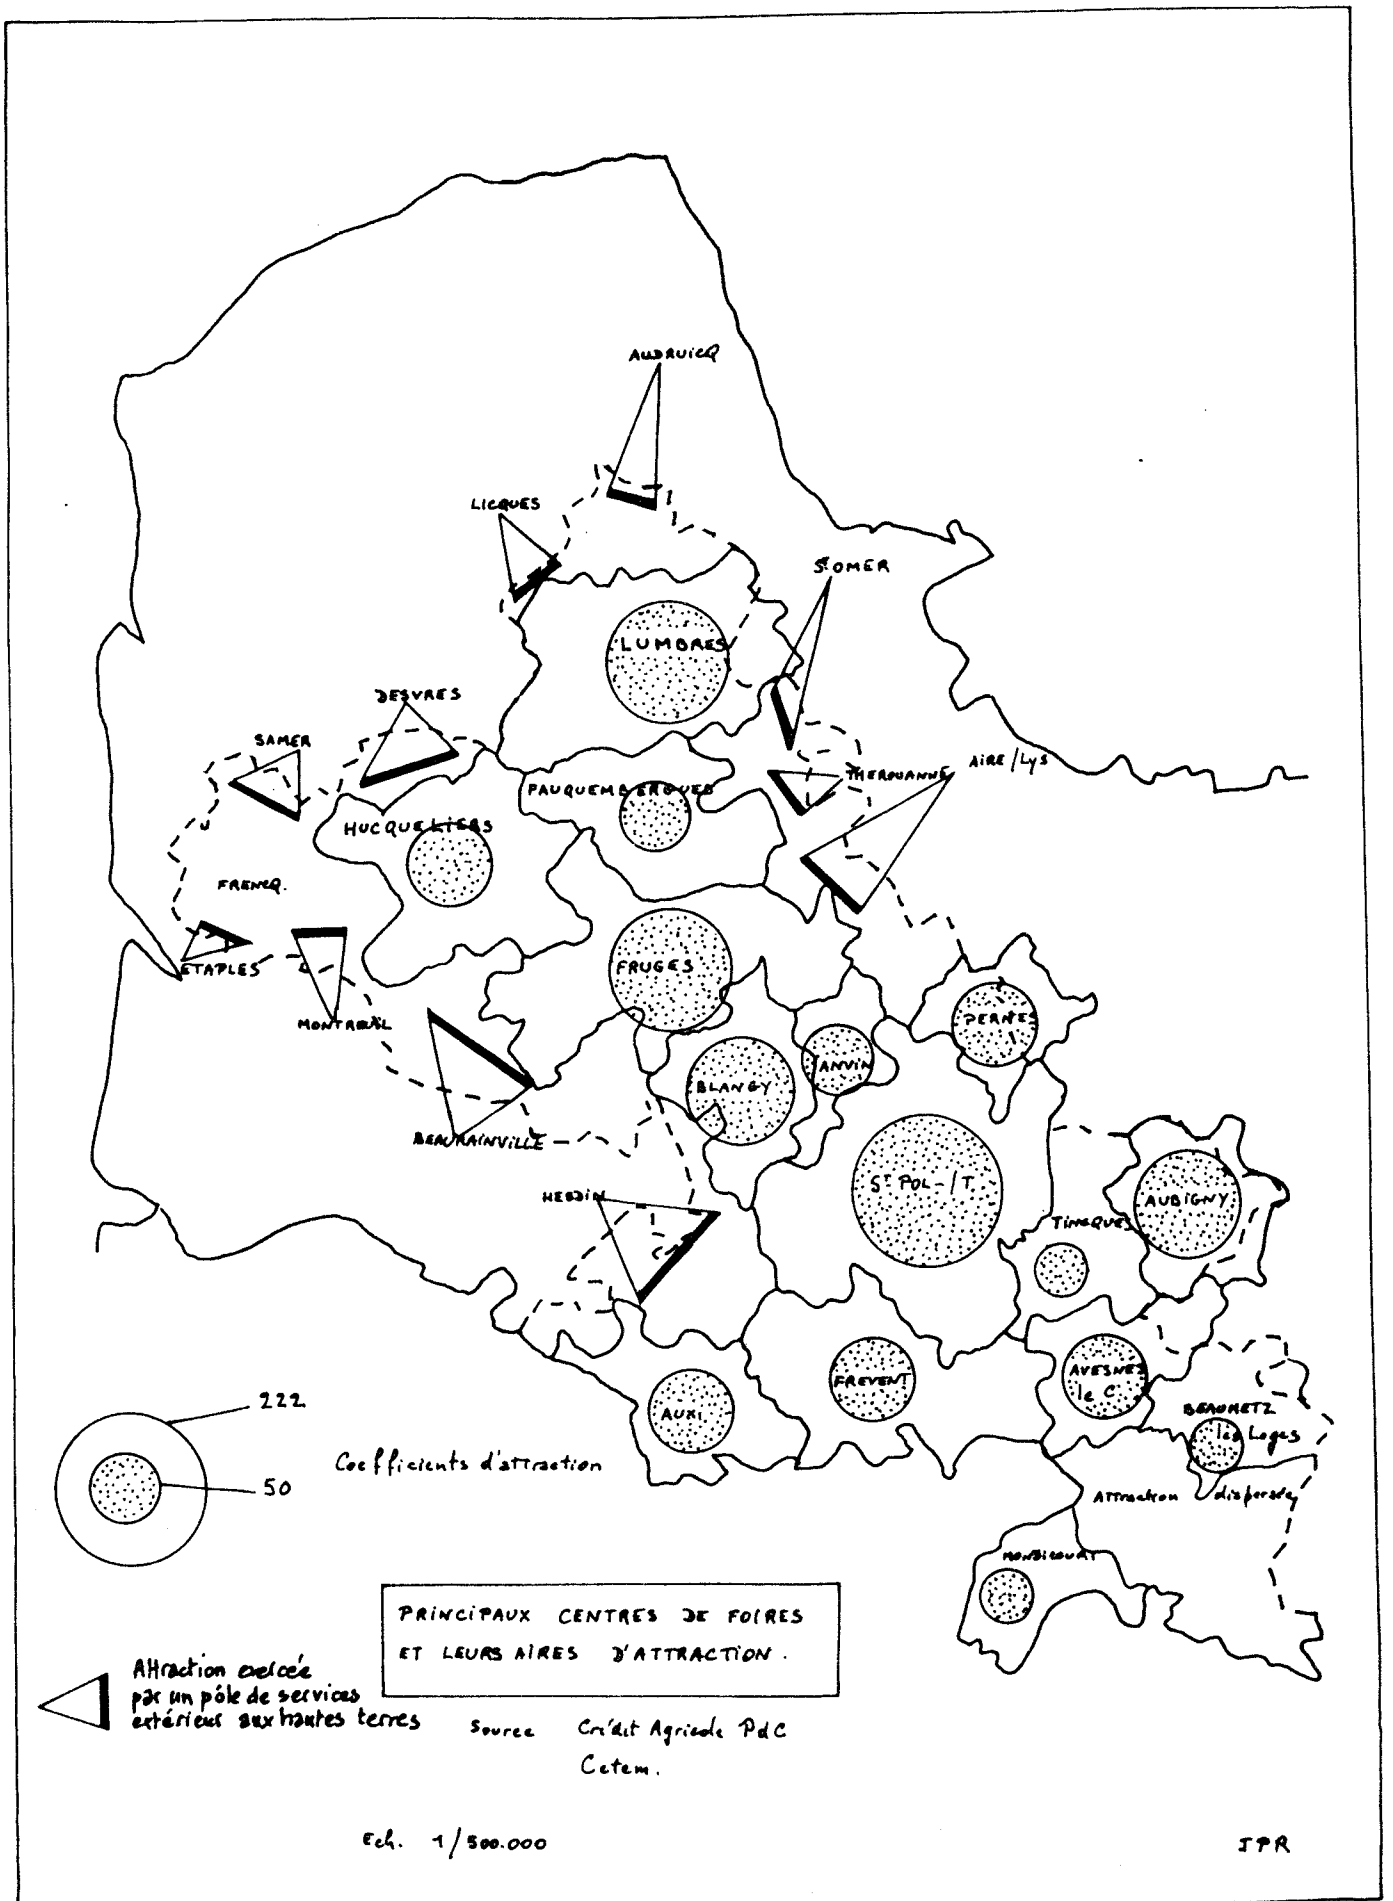 AUDRUICQ
LICQUES
ST OMER
LUMBRES
DESVRES
SAMER
THEROUANNE
AIRE/LYS
FAUQUEMBERGUES
HUCQUELIERS
FRENCQ.
ETAPLES
FRUGES
MONTREUIL
PERNES
ANVIN
BLANGY
BEAURAINVILLE
ST POL-/T.
HESDIN
AUBIGNY
TINCQUES
AVESNES
le C.
FREVENT
AUXI.
BEAUMETZ
les Loges
222
50
Coefficients d'attraction
Attraction dispersée
MONDICOURT
PRINCIPAUX CENTRES DE FOIRES
ET LEURS AIRES D'ATTRACTION.
Attraction exercée
par un pôle de services
extérieur aux hautes terres
Source Crédit Agricole PdC
Cetem.
Ech. 1/500.000
JPR